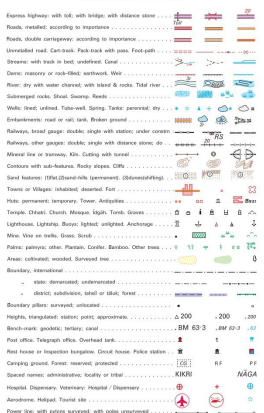 Express highway: with toll; with bridge; with distance stone
Roads, metalled: according to importance
Roads, double carriageway: according to importance
Unmetalled road. Cart-track. Pack-track with pass. Foot-path
Streams: with track in bed; undefined. Canal
Dams: masonry or rock-filled; earthwork. Weir
River: dry with water channel; with island & rocks. Tidal river
Submerged rocks. Shoal. Swamp. Reeds
Wells: lined; unlined. Tube-well. Spring. Tanks: perennial; dry
Embankments: road or rail; tank. Broken ground
Railways, broad gauge: double; single with station; under constrn RS
Railways, other gauges: double; single with distance stone; do
Mineral line or tramway. Kiln. Cutting with tunnel
Contours with sub-features. Rocky slopes. Cliffs
Sand features: (1)flat.(2)sand-hills (permanent). (3)dunes(shifting).
Towns or Villages: inhabited; deserted. Fort
Huts: permanent; temporary. Tower. Antiquities
Temple. Chhatri. Church. Mosque. Īdgāh. Tomb. Graves
Lighthouse. Lightship. Buoys: lighted; unlighted. Anchorage
Mine. Vine on trellis. Grass. Scrub
Palms: palmyra; other. Plantain. Conifer. Bamboo. Other trees
Areas: cultivated; wooded. Surveyed tree
Boundary, international
„ state: demarcated; undemarcated
„ district; subdivision, tahsil or tāluk; forest
Boundary pillars: surveyed; unlocated
Heights, triangulated: station; point; approximate. △ 200 . 200 . 200
Bench-mark: geodetic; tertiary; canal . BM 63·3 . BM 63·3 . 63
Post office. Telegraph office. Overhead tank.
Rest house or Inspection bungalow. Circuit house. Police station
Camping ground. Forest: reserved; protected CG RF PF
Spaced names: administrative; locality or tribal KIKRI NĀGA
Hospital. Dispensary. Veterinary: Hospital / Dispensary
Aerodrome. Helipad. Tourist site
Power line: with pylons surveyed; with poles unsurveyed